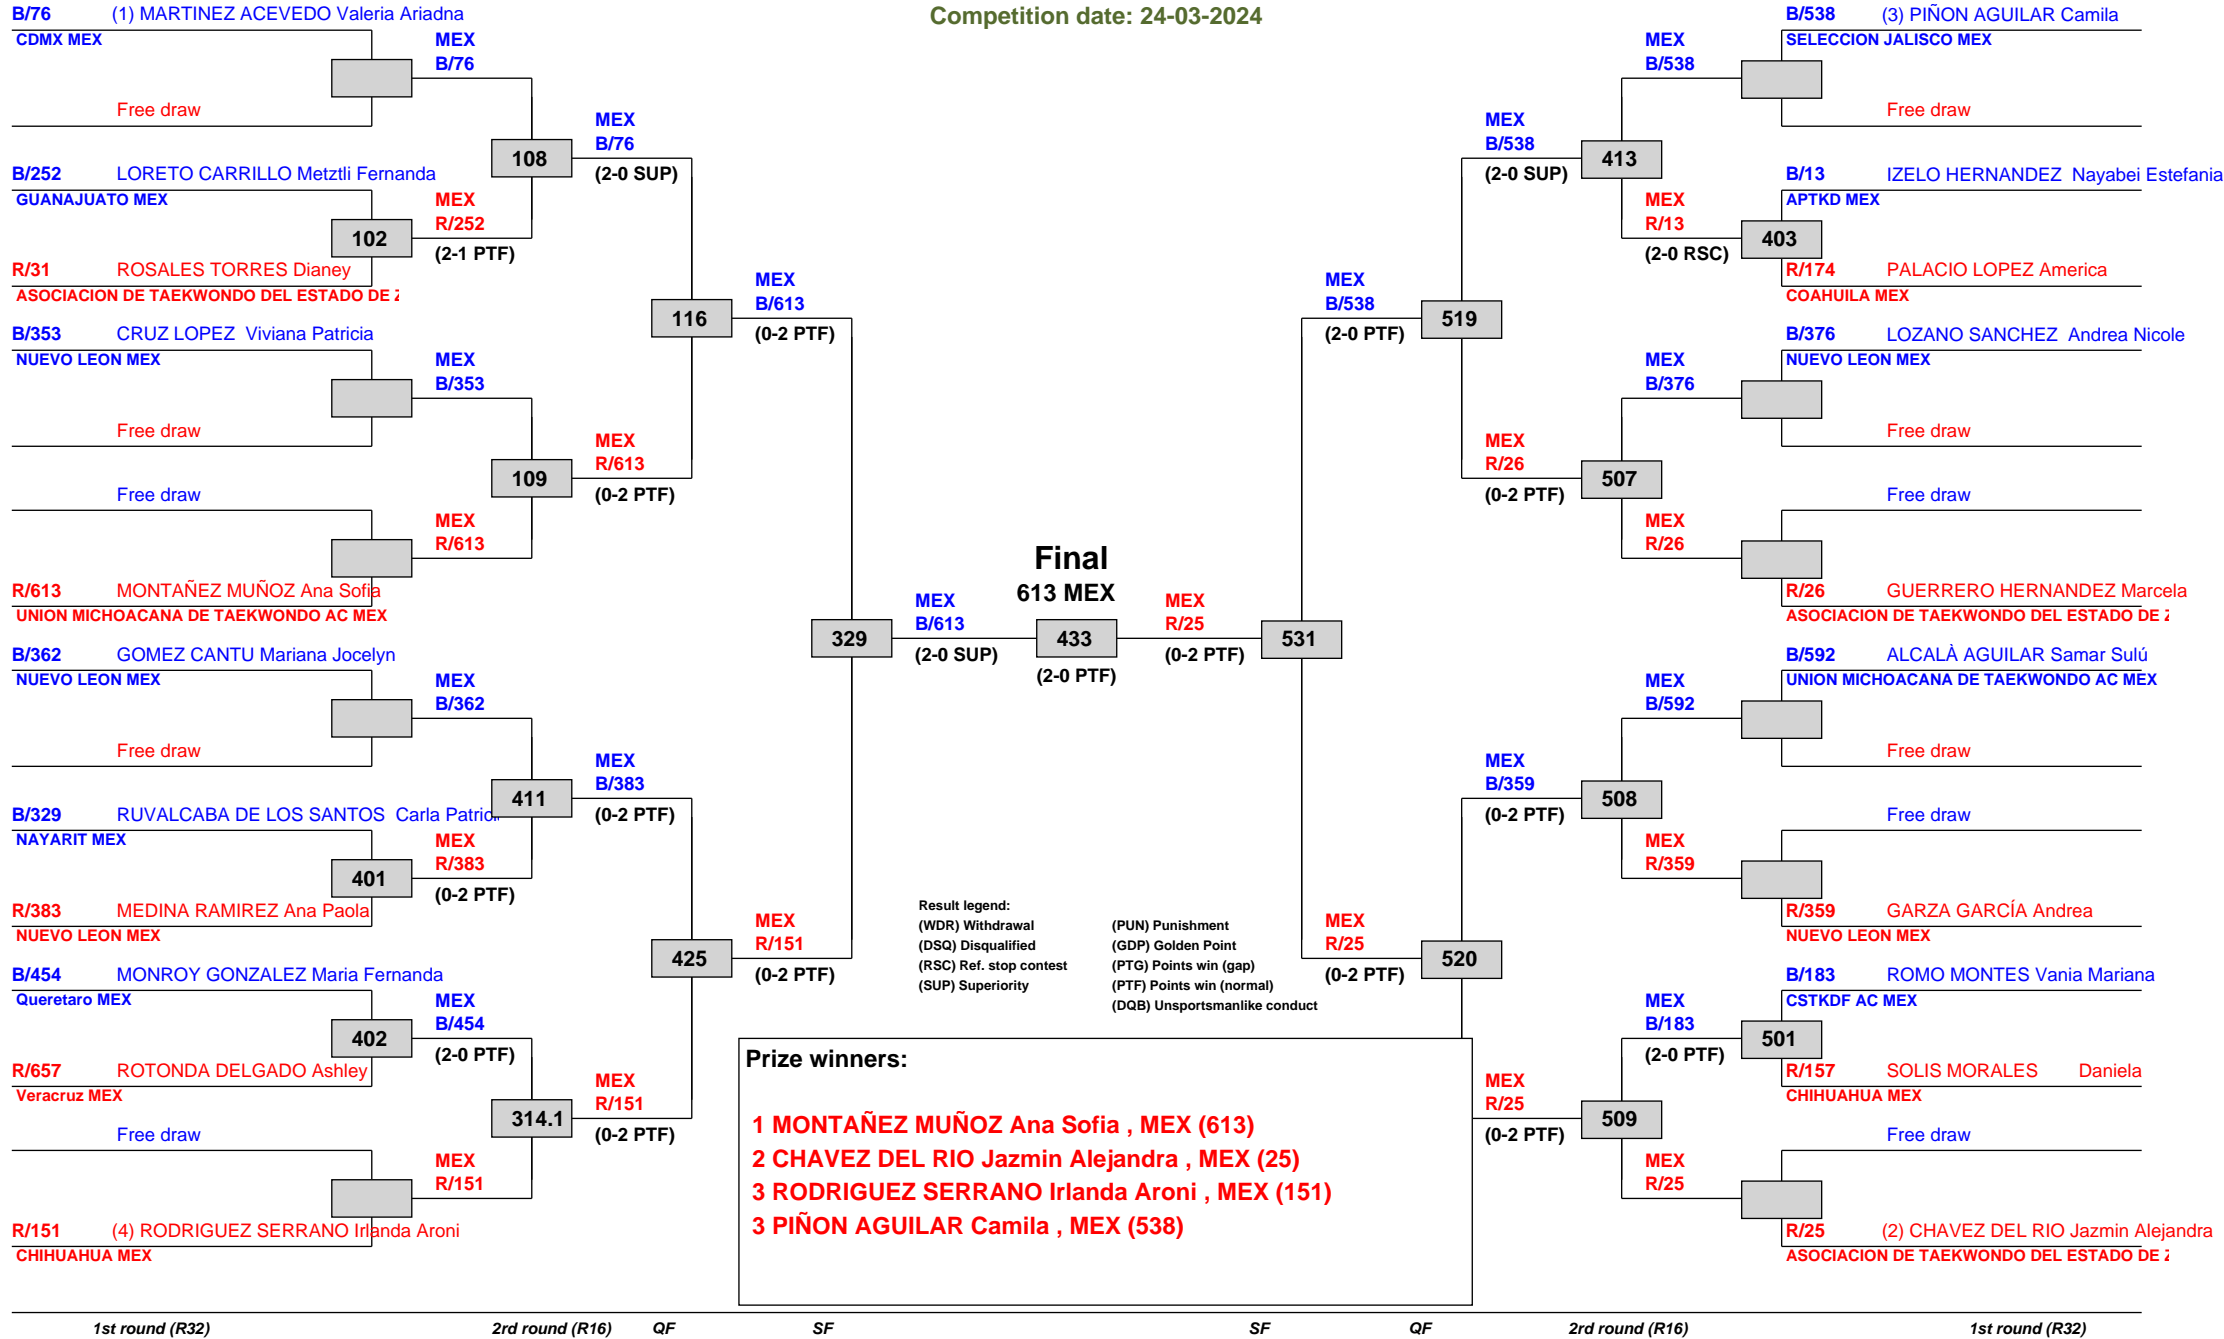 Competition date: 24-03-2024
B/76 (1) MARTINEZ ACEVEDO Valeria Ariadna
CDMX MEX
MEX
B/76
Free draw
108
MEX
B/76
(2-0 SUP)
B/252 LORETO CARRILLO Metztli Fernanda
GUANAJUATO MEX
102
MEX
R/252
(2-1 PTF)
R/31 ROSALES TORRES Dianey
ASOCIACION DE TAEKWONDO DEL ESTADO DE
116
MEX
B/613
(0-2 PTF)
B/353 CRUZ LOPEZ Viviana Patricia
NUEVO LEON MEX
MEX
B/353
Free draw
109
MEX
R/613
(0-2 PTF)
Free draw
MEX
R/613
R/613 MONTAÑEZ MUÑOZ Ana Sofia
UNION MICHOACANA DE TAEKWONDO AC MEX
329
MEX
B/613
(2-0 SUP)
B/362 GOMEZ CANTU Mariana Jocelyn
NUEVO LEON MEX
MEX
B/362
Free draw
411
MEX
B/383
(0-2 PTF)
B/329 RUVALCABA DE LOS SANTOS Carla
NAYARIT MEX
401
MEX
R/383
(0-2 PTF)
R/383 MEDINA RAMIREZ Ana Paola
NUEVO LEON MEX
425
MEX
R/151
(0-2 PTF)
B/454 MONROY GONZALEZ Maria Fernanda
Queretaro MEX
402
MEX
B/454
(2-0 PTF)
R/657 ROTONDA DELGADO Ashley
Veracruz MEX
314.1
MEX
R/151
(0-2 PTF)
Free draw
MEX
R/151
R/151 (4) RODRIGUEZ SERRANO Irlanda Aroni
CHIHUAHUA MEX
Final
613 MEX
433
(2-0 PTF)
MEX
R/25
(0-2 PTF)
531
B/538 (3) PIÑON AGUILAR Camila
SELECCION JALISCO MEX
MEX
B/538
Free draw
MEX
B/538
(2-0 SUP)
413
B/13 IZELO HERNANDEZ Nayabei Estefania
APTKD MEX
MEX
R/13
(2-0 RSC)
403
R/174 PALACIO LOPEZ America
COAHUILA MEX
MEX
B/538
(2-0 PTF)
519
B/376 LOZANO SANCHEZ Andrea Nicole
NUEVO LEON MEX
MEX
B/376
Free draw
MEX
R/26
(0-2 PTF)
507
Free draw
MEX
R/26
R/26 GUERRERO HERNANDEZ Marcela
ASOCIACION DE TAEKWONDO DEL ESTADO DE
B/592 ALCALÀ AGUILAR Samar Sulú
UNION MICHOACANA DE TAEKWONDO AC MEX
MEX
B/592
Free draw
MEX
B/359
(0-2 PTF)
508
Free draw
MEX
R/359
R/359 GARZA GARCÍA Andrea
NUEVO LEON MEX
MEX
R/25
(0-2 PTF)
520
B/183 ROMO MONTES Vania Mariana
CSTKDF AC MEX
MEX
B/183
(2-0 PTF)
501
R/157 SOLIS MORALES Daniela
CHIHUAHUA MEX
MEX
R/25
(0-2 PTF)
509
Free draw
MEX
R/25
R/25 (2) CHAVEZ DEL RIO Jazmin Alejandra
ASOCIACION DE TAEKWONDO DEL ESTADO DE
Result legend:
(WDR) Withdrawal (PUN) Punishment
(DSQ) Disqualified (GDP) Golden Point
(RSC) Ref. stop contest (PTG) Points win (gap)
(SUP) Superiority (PTF) Points win (normal)
(DQB) Unsportsmanlike conduct
Prize winners:
1 MONTAÑEZ MUÑOZ Ana Sofia , MEX (613)
2 CHAVEZ DEL RIO Jazmin Alejandra , MEX (25)
3 RODRIGUEZ SERRANO Irlanda Aroni , MEX (151)
3 PIÑON AGUILAR Camila , MEX (538)
1st round (R32) 2rd round (R16) QF SF SF QF 2rd round (R16) 1st round (R32)